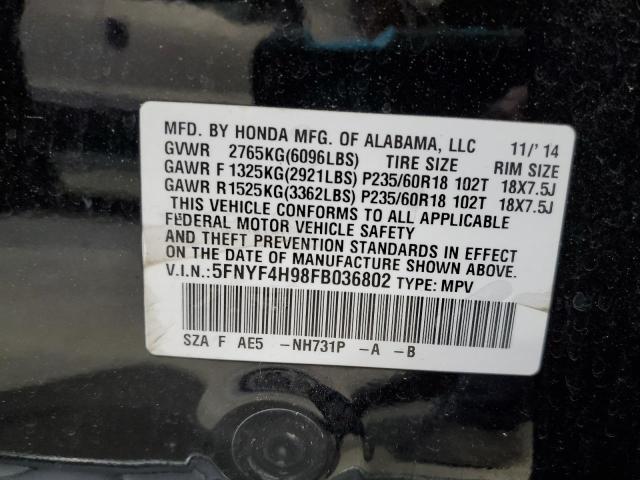 MFD. BY HONDA MFG. OF ALABAMA, LLC 11/' 14
GVWR 2765KG(6096LBS) TIRE SIZE RIM SIZE
GAWR F 1325KG(2921LBS) P235/60R18 102T 18X7.5J
GAWR R1525KG(3362LBS) P235/60R18 102T 18X7.5J
THIS VEHICLE CONFORMS TO ALL APPLICABLE
FEDERAL MOTOR VEHICLE SAFETY
AND THEFT PREVENTION STANDARDS IN EFFECT
ON THE DATE OF MANUFACTURE SHOWN ABOVE.
V.I.N.:5FNYF4H98FB036802 TYPE: MPV
SZA F AE5 -NH731P -A -B